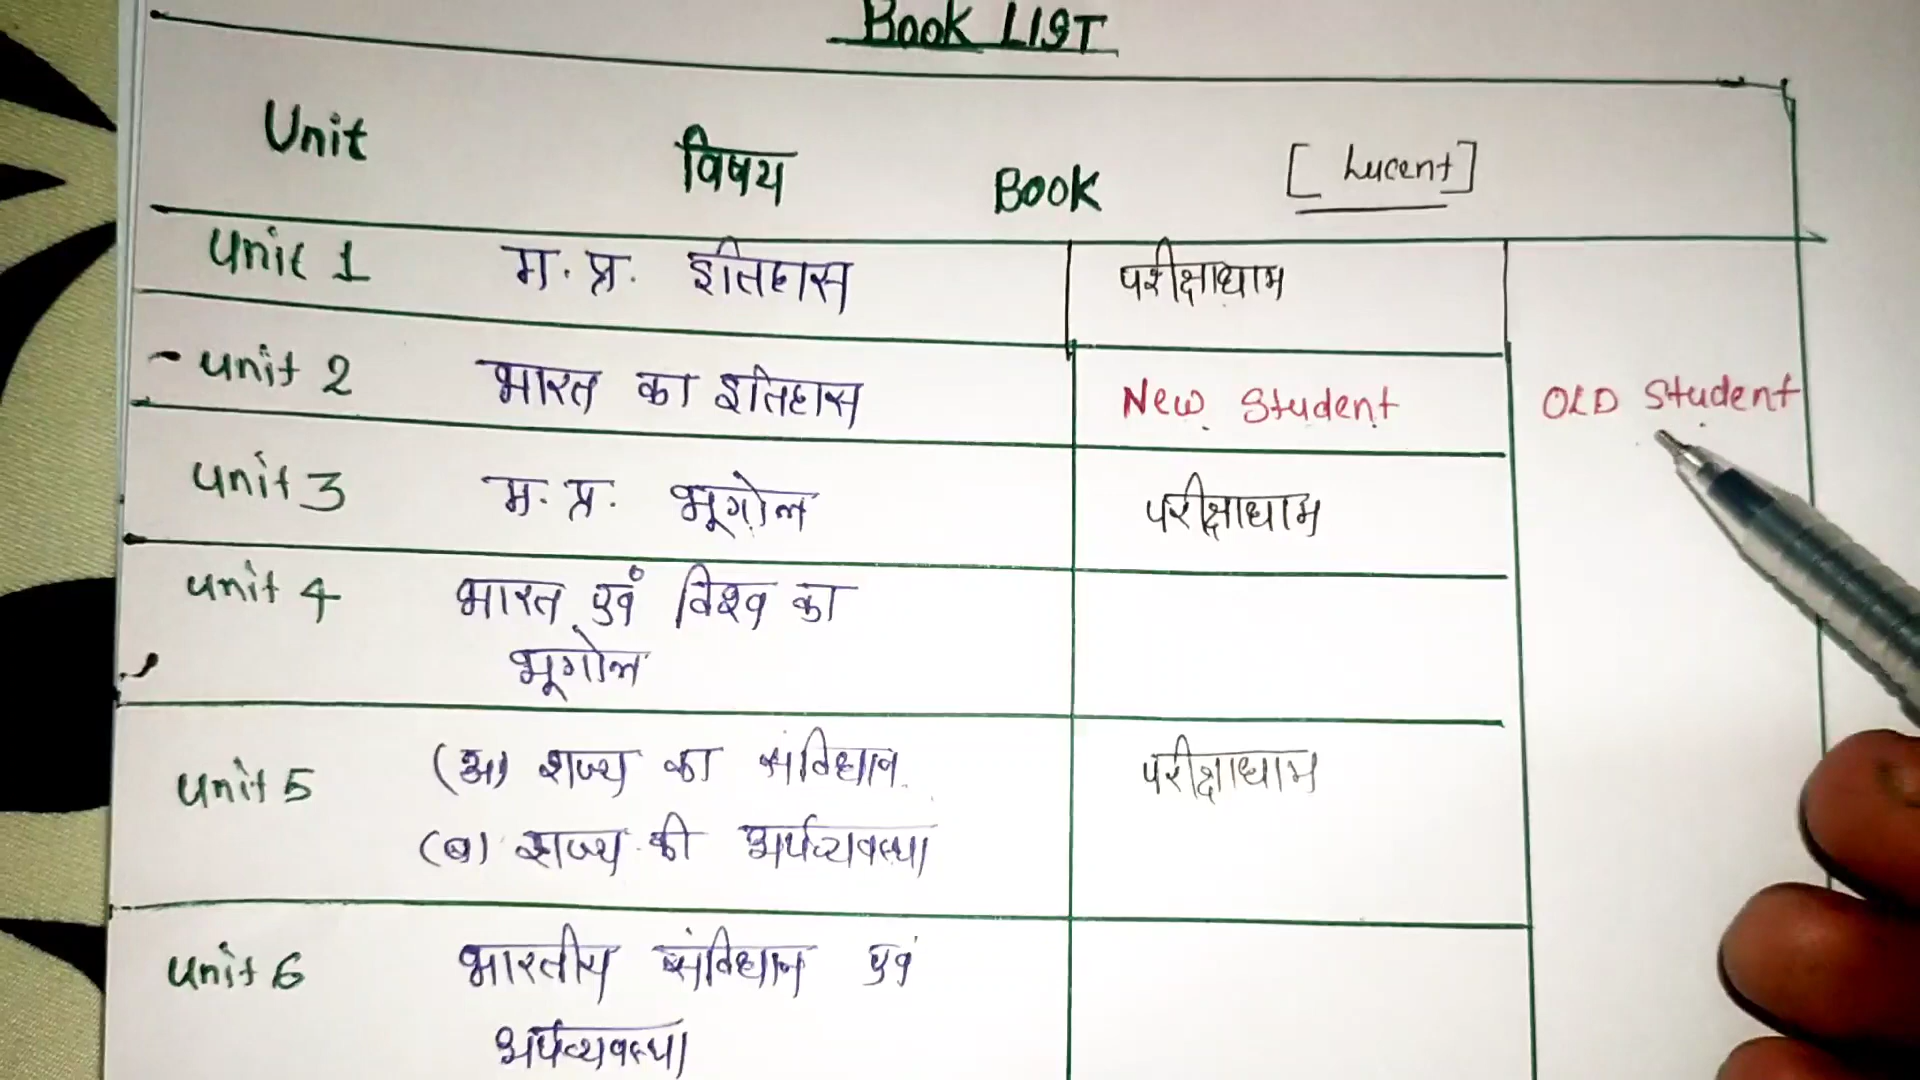 BOOK LIST
Unit विषय BOOK [Lucent]
Unit 1 म. प्र. इतिहास परीक्षाधाम
unit 2 भारत का इतिहास New Student OLD Student
unit 3 म. प्र. भूगोल परीक्षाधाम
unit 4 भारत एवं विश्व का
भूगोल
unit 5 (अ) राज्य का संविधान परीक्षाधाम
(ब) राज्य की अर्थव्यवस्था
unit 6 भारतीय संविधान एवं
अर्थव्यवस्था